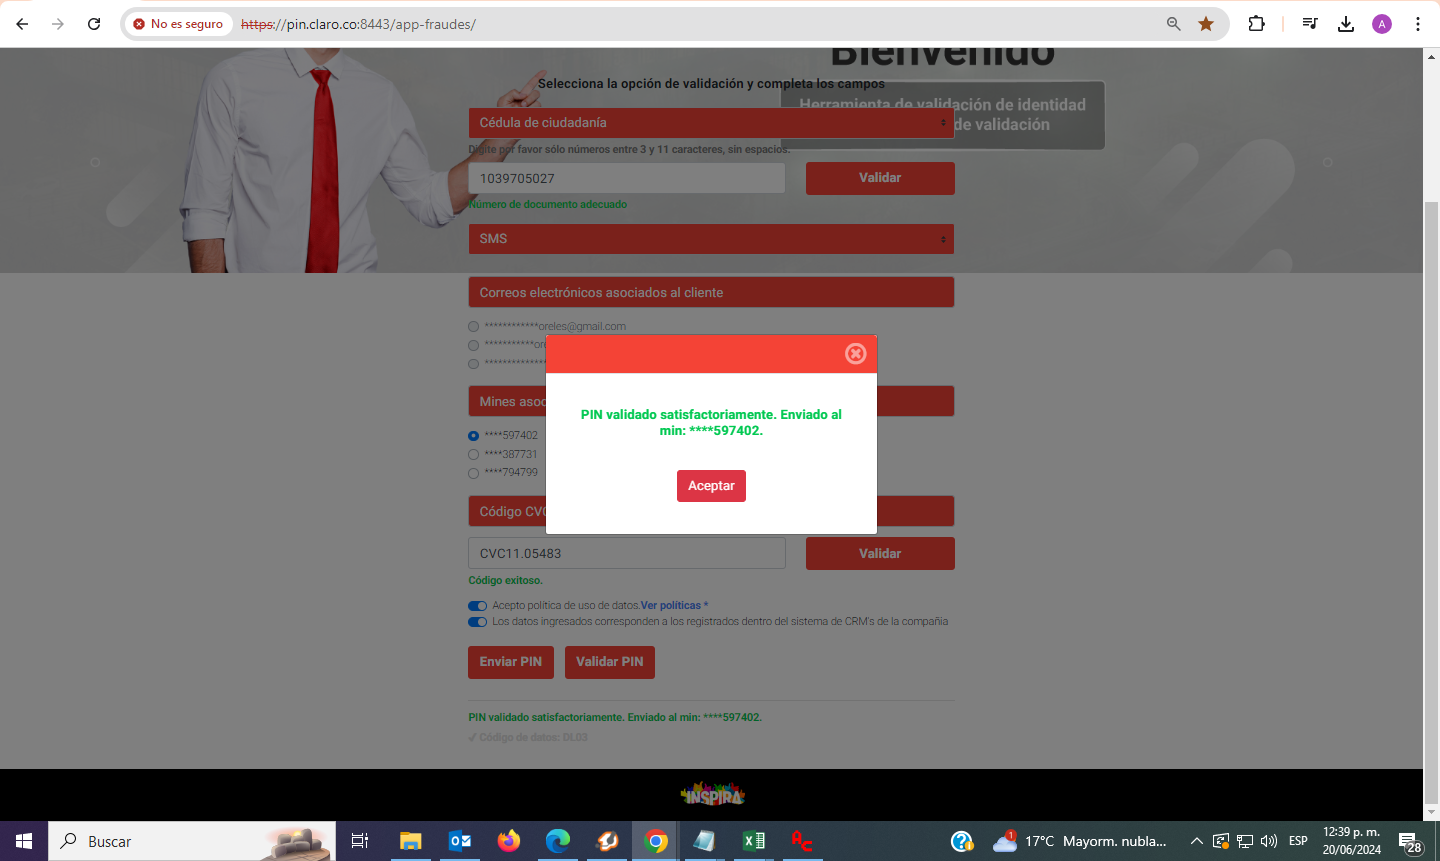 No es seguro
https://pin.claro.co:8443/app-fraudes/
A
Bienvenido
Selecciona la opción de validación y completa los campos
Herramienta de validación de identidad
de validación
Cédula de ciudadanía
Digite por favor sólo números entre 3 y 11 caracteres, sin espacios.
1039705027
Validar
Número de documento adecuado
SMS
Correos electrónicos asociados al cliente
************oreles@gmail.com
***********or
**************
Mines asoc
****597402
****387731
****794799
PIN validado satisfactoriamente. Enviado al
min: ****597402.
Aceptar
Código CVC
CVC11.05483
Validar
Código exitoso.
Acepto política de uso de datos.Ver políticas *
Los datos ingresados corresponden a los registrados dentro del sistema de CRM's de la compañia
Enviar PIN
Validar PIN
PIN validado satisfactoriamente. Enviado al min: ****597402.
✔ Código de datos: DL03
INSPIRA
Buscar
1
17°C Mayorm. nubla...
ESP
12:39 p. m.
20/06/2024
28